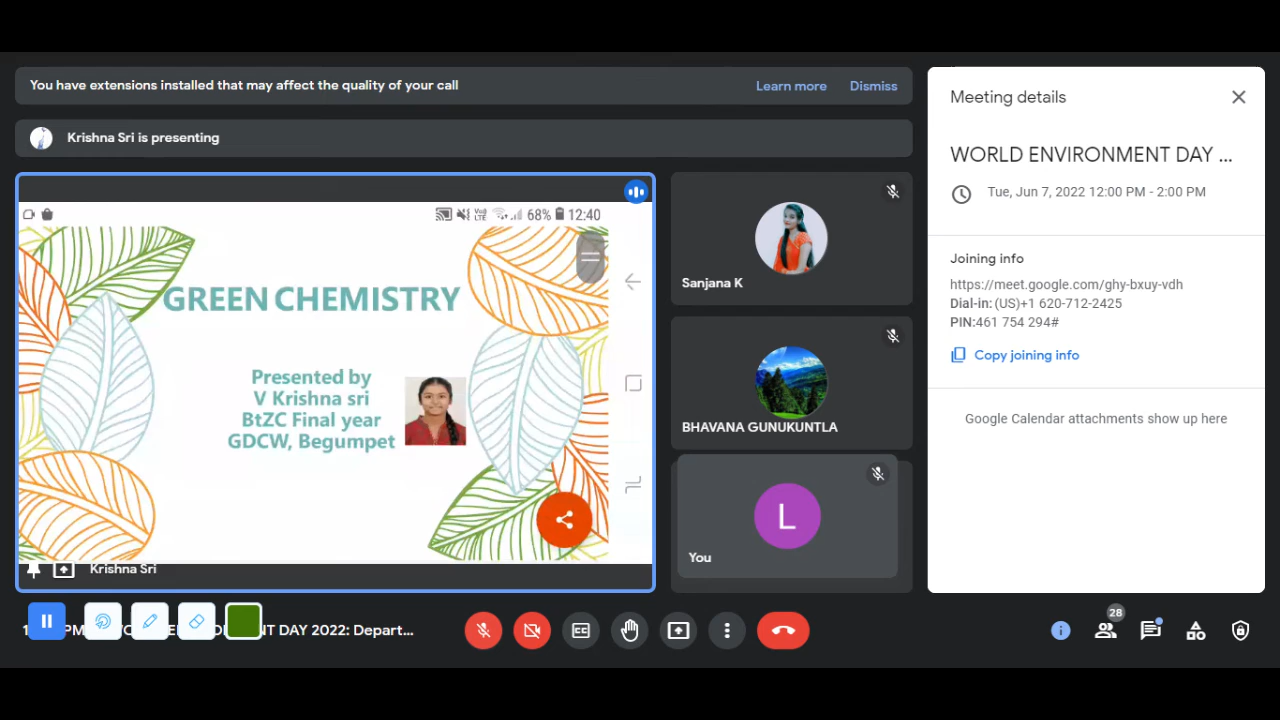 You have extensions installed that may affect the quality of your call
Learn more
Dismiss
Krishna Sri is presenting
68% 12:40
GREEN CHEMISTRY
Presented by
V Krishna sri
BtZC Final year
GDCW, Begumpet
Krishna Sri
Sanjana K
BHAVANA GUNUKUNTLA
L
You
Meeting details
WORLD ENVIRONMENT DAY ...
Tue, Jun 7, 2022 12:00 PM - 2:00 PM
Joining info
https://meet.google.com/ghy-bxuy-vdh
Dial-in: (US)+1 620-712-2425
PIN:461 754 294#
Copy joining info
Google Calendar attachments show up here
T DAY 2022: Depart...
CC
28